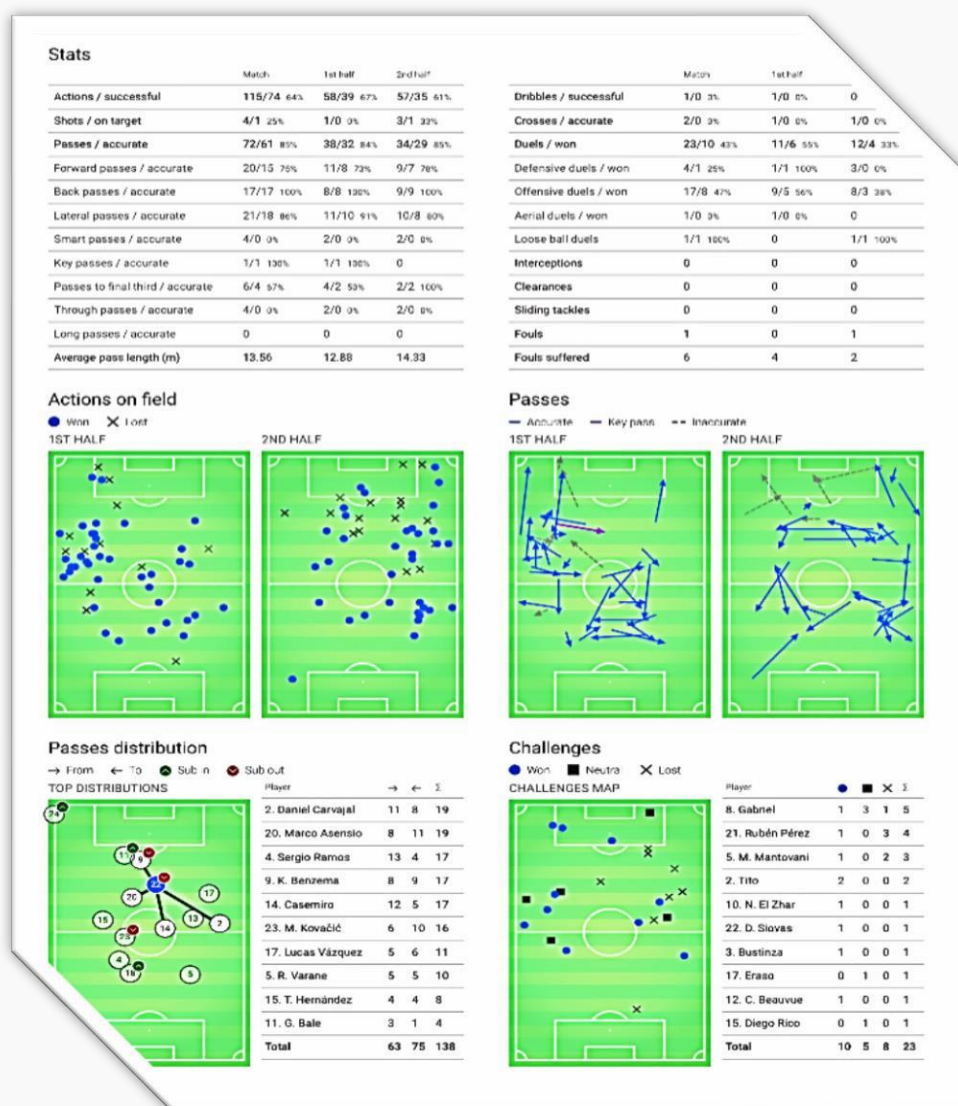 Stats
Match 1st half 2nd half
Actions / successful 115/74 64% 58/39 67% 57/35 61%
Shots / on target 4/1 25% 1/0 0% 3/1 33%
Passes / accurate 72/61 85% 38/32 84% 34/29 85%
Forward passes / accurate 20/15 75% 11/8 73% 9/7 78%
Back passes / accurate 17/17 100% 8/8 100% 9/9 100%
Lateral passes / accurate 21/18 86% 11/10 91% 10/8 80%
Smart passes / accurate 4/0 0% 2/0 0% 2/0 0%
Key passes / accurate 1/1 100% 1/1 100% 0
Passes to final third / accurate 6/4 67% 4/2 50% 2/2 100%
Through passes / accurate 4/0 0% 2/0 0% 2/0 0%
Long passes / accurate 0 0 0
Average pass length (m) 13.56 12.88 14.33
Match 1st half
Dribbles / successful 1/0 0% 1/0 0% 0
Crosses / accurate 2/0 0% 1/0 0% 1/0 0%
Duels / won 23/10 43% 11/6 55% 12/4 33%
Defensive duels / won 4/1 25% 1/1 100% 3/0 0%
Offensive duels / won 17/8 47% 9/5 56% 8/3 38%
Aerial duels / won 1/0 0% 1/0 0% 0
Loose ball duels 1/1 100% 0 1/1 100%
Interceptions 0 0 0
Clearances 0 0 0
Sliding tackles 0 0 0
Fouls 1 0 1
Fouls suffered 6 4 2
Actions on field
Won Lost
1ST HALF 2ND HALF
Passes
Accurate Key pass Inaccurate
1ST HALF 2ND HALF
Passes distribution
→ From ← To Sub in Sub out
TOP DISTRIBUTIONS
24
11 9
22
20 17
15 13 2
23 14
4
16 5
Player → ← Σ
2. Daniel Carvajal 11 8 19
20. Marco Asensio 8 11 19
4. Sergio Ramos 13 4 17
9. K. Benzema 8 9 17
14. Casemiro 12 5 17
23. M. Kovačić 6 10 16
17. Lucas Vázquez 5 6 11
5. R. Varane 5 5 10
15. T. Hernández 4 4 8
11. G. Bale 3 1 4
Total 63 75 138
Challenges
Won Neutra Lost
CHALLENGES MAP
Player Σ
8. Gabriel 1 3 1 5
21. Rubén Pérez 1 0 3 4
5. M. Mantovani 1 0 2 3
2. Tito 2 0 0 2
10. N. El Zhar 1 0 0 1
22. D. Siovas 1 0 0 1
3. Bustinza 1 0 0 1
17. Eraso 0 1 0 1
12. C. Beauvue 1 0 0 1
15. Diego Rico 0 1 0 1
Total 10 5 8 23